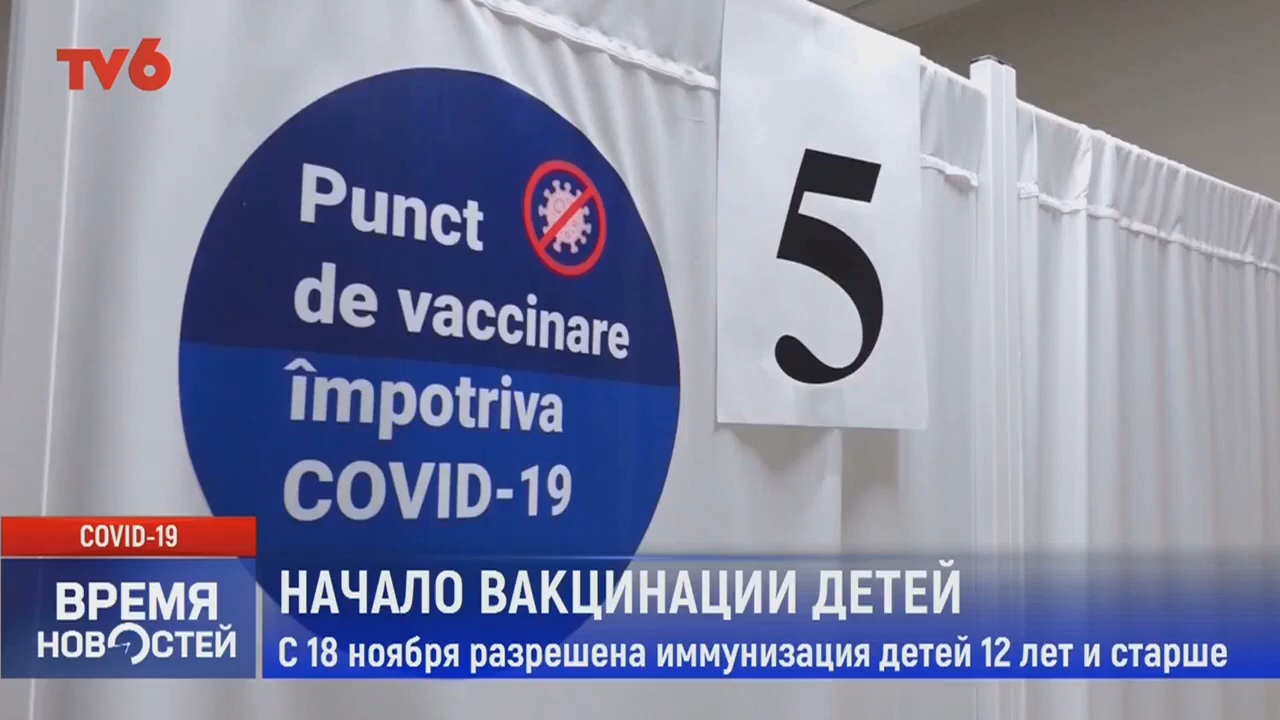 TV6
Punct
de vaccinare
împotriva
COVID-19
5
COVID-19
ВРЕМЯ
НОВОСТЕЙ
НАЧАЛО ВАКЦИНАЦИИ ДЕТЕЙ
С 18 ноября разрешена иммунизация детей 12 лет и старше